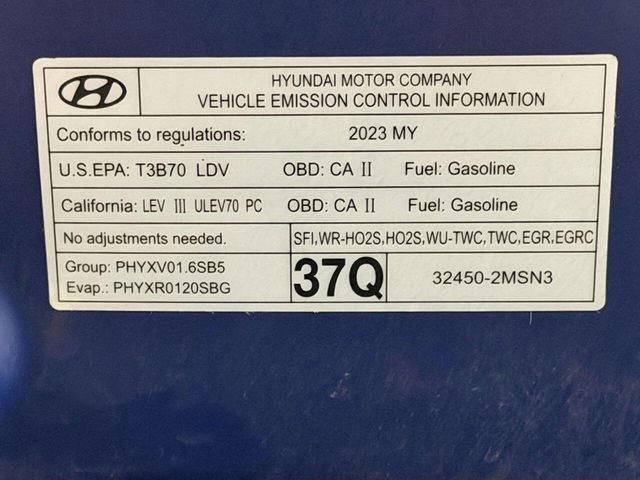 HYUNDAI MOTOR COMPANY
VEHICLE EMISSION CONTROL INFORMATION
Conforms to regulations: 2023 MY
U.S.EPA: T3B70 LDV OBD: CA II Fuel: Gasoline
California: LEV III ULEV70 PC OBD: CA II Fuel: Gasoline
No adjustments needed. SFI,WR-HO2S,HO2S,WU-TWC,TWC,EGR,EGRC
Group: PHYXV01.6SB5
Evap.: PHYXR0120SBG
37Q
32450-2MSN3